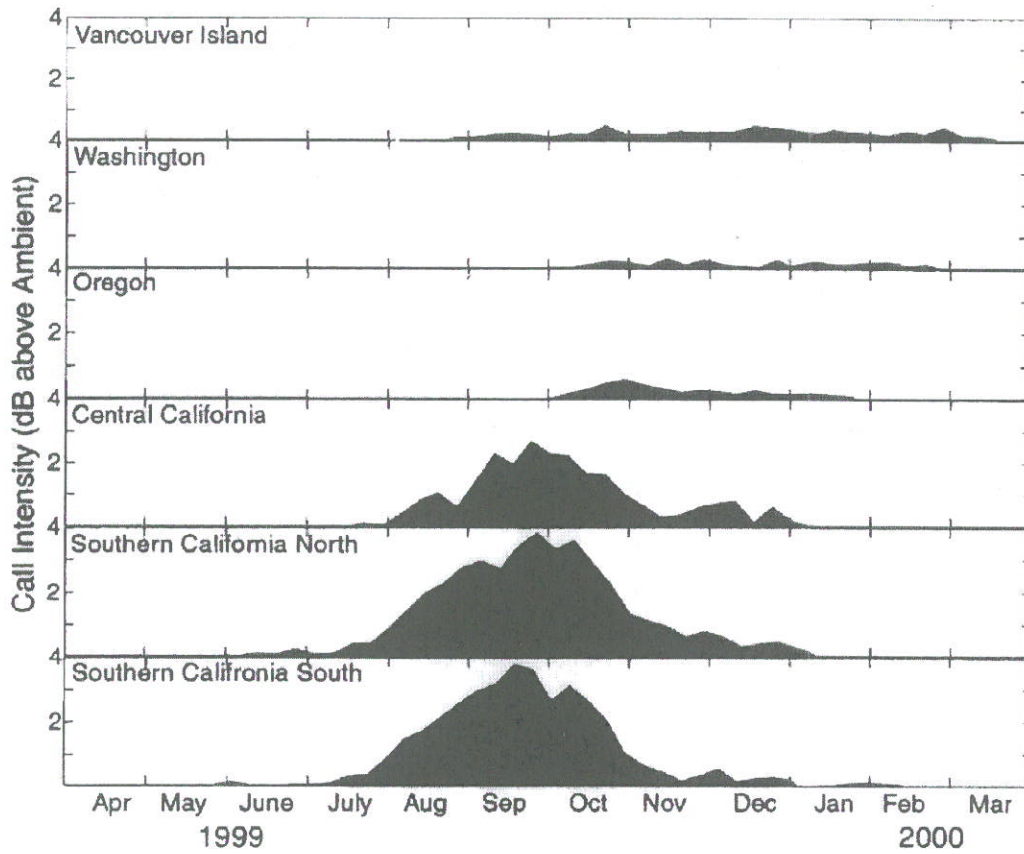 Call Intensity (dB above Ambient)
4
Vancouver Island
2
4
Washington
2
4
Oregon
2
4
Central California
2
4
Southern California North
2
4
Southern Califronia South
2
Apr May June July Aug Sep Oct Nov Dec Jan Feb Mar
1999 2000